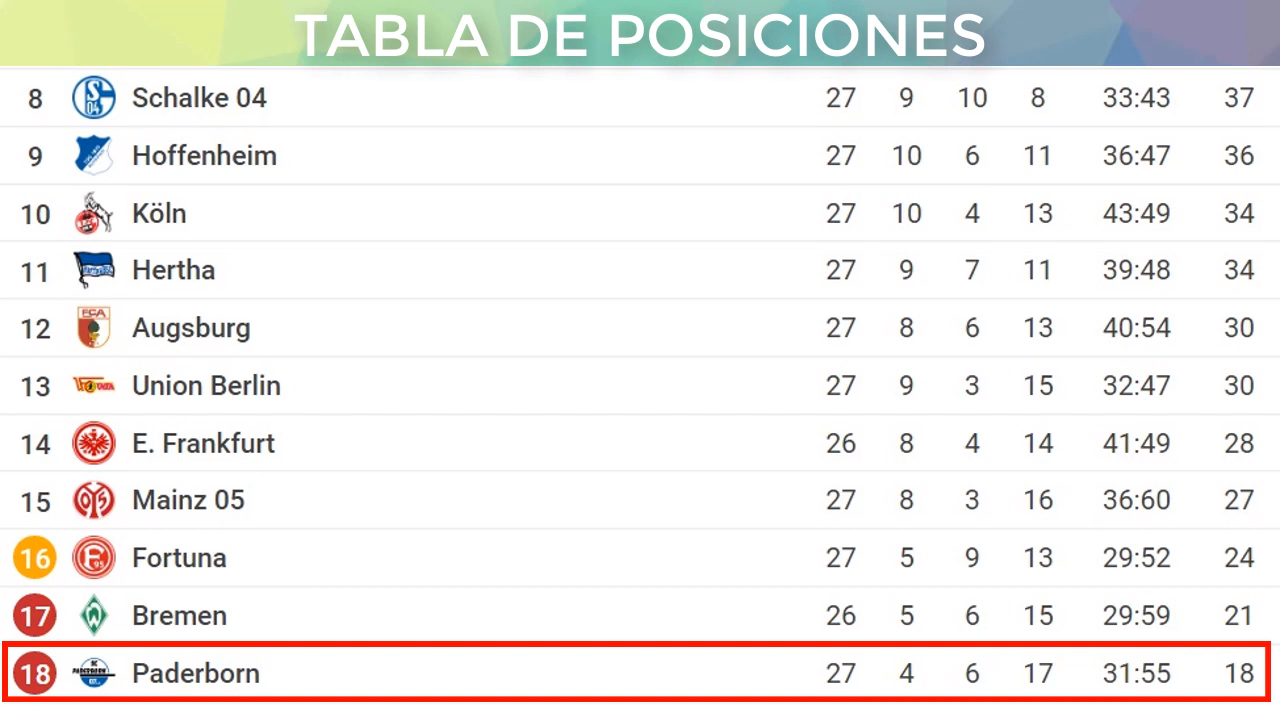 TABLA DE POSICIONES
8 Schalke 04 27 9 10 8 33:43 37
9 Hoffenheim 27 10 6 11 36:47 36
10 Köln 27 10 4 13 43:49 34
11 Hertha 27 9 7 11 39:48 34
12 FCA Augsburg 27 8 6 13 40:54 30
13 Union Berlin 27 9 3 15 32:47 30
14 E. Frankfurt 26 8 4 14 41:49 28
15 Mainz 05 27 8 3 16 36:60 27
16 Fortuna 27 5 9 13 29:52 24
17 Bremen 26 5 6 15 29:59 21
18 Paderborn 27 4 6 17 31:55 18